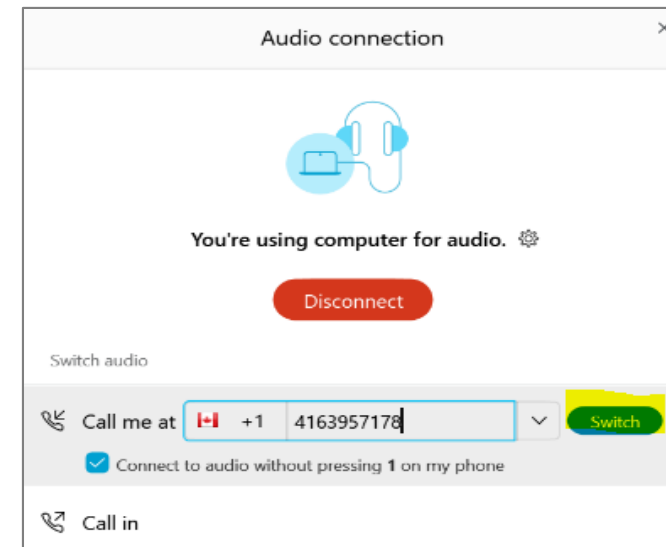 Audio connection
You're using computer for audio.
Disconnect
Switch audio
Call me at +1 4163957178 Switch
Connect to audio without pressing 1 on my phone
Call in